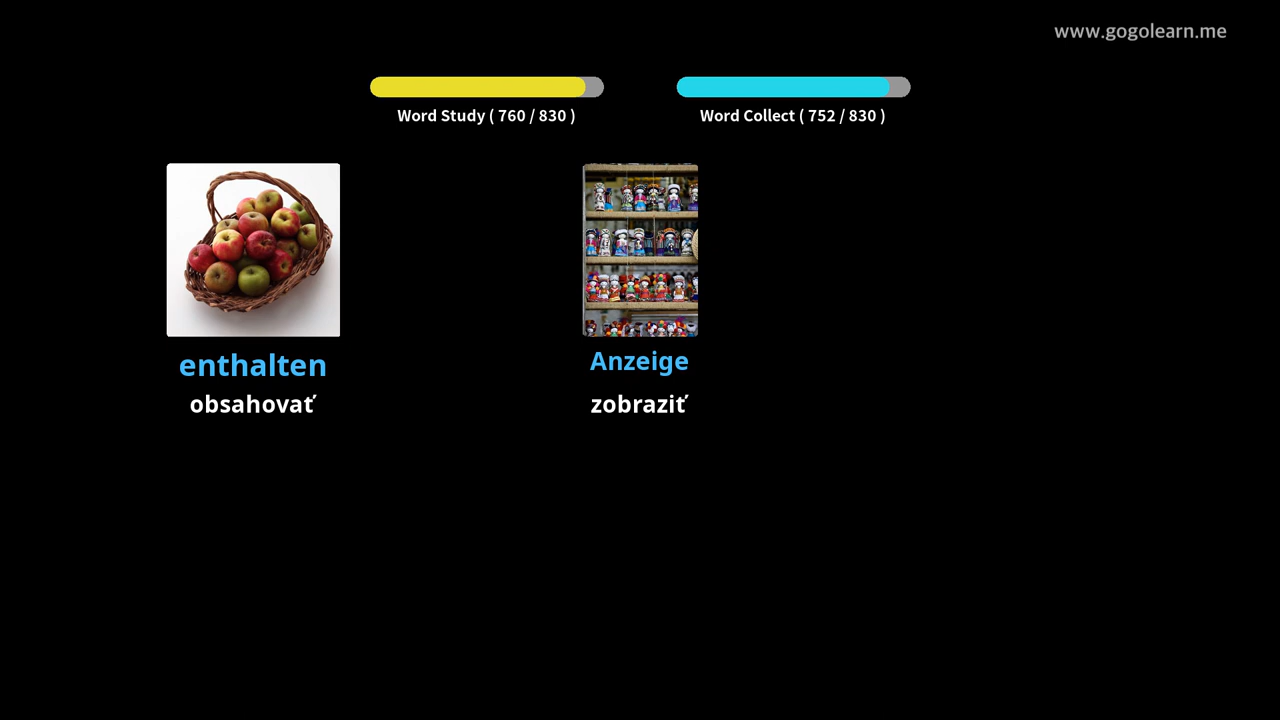 www.gogolearn.me
Word Study ( 760 / 830 )
Word Collect ( 752 / 830 )
enthalten
obsahovať
Anzeige
zobraziť